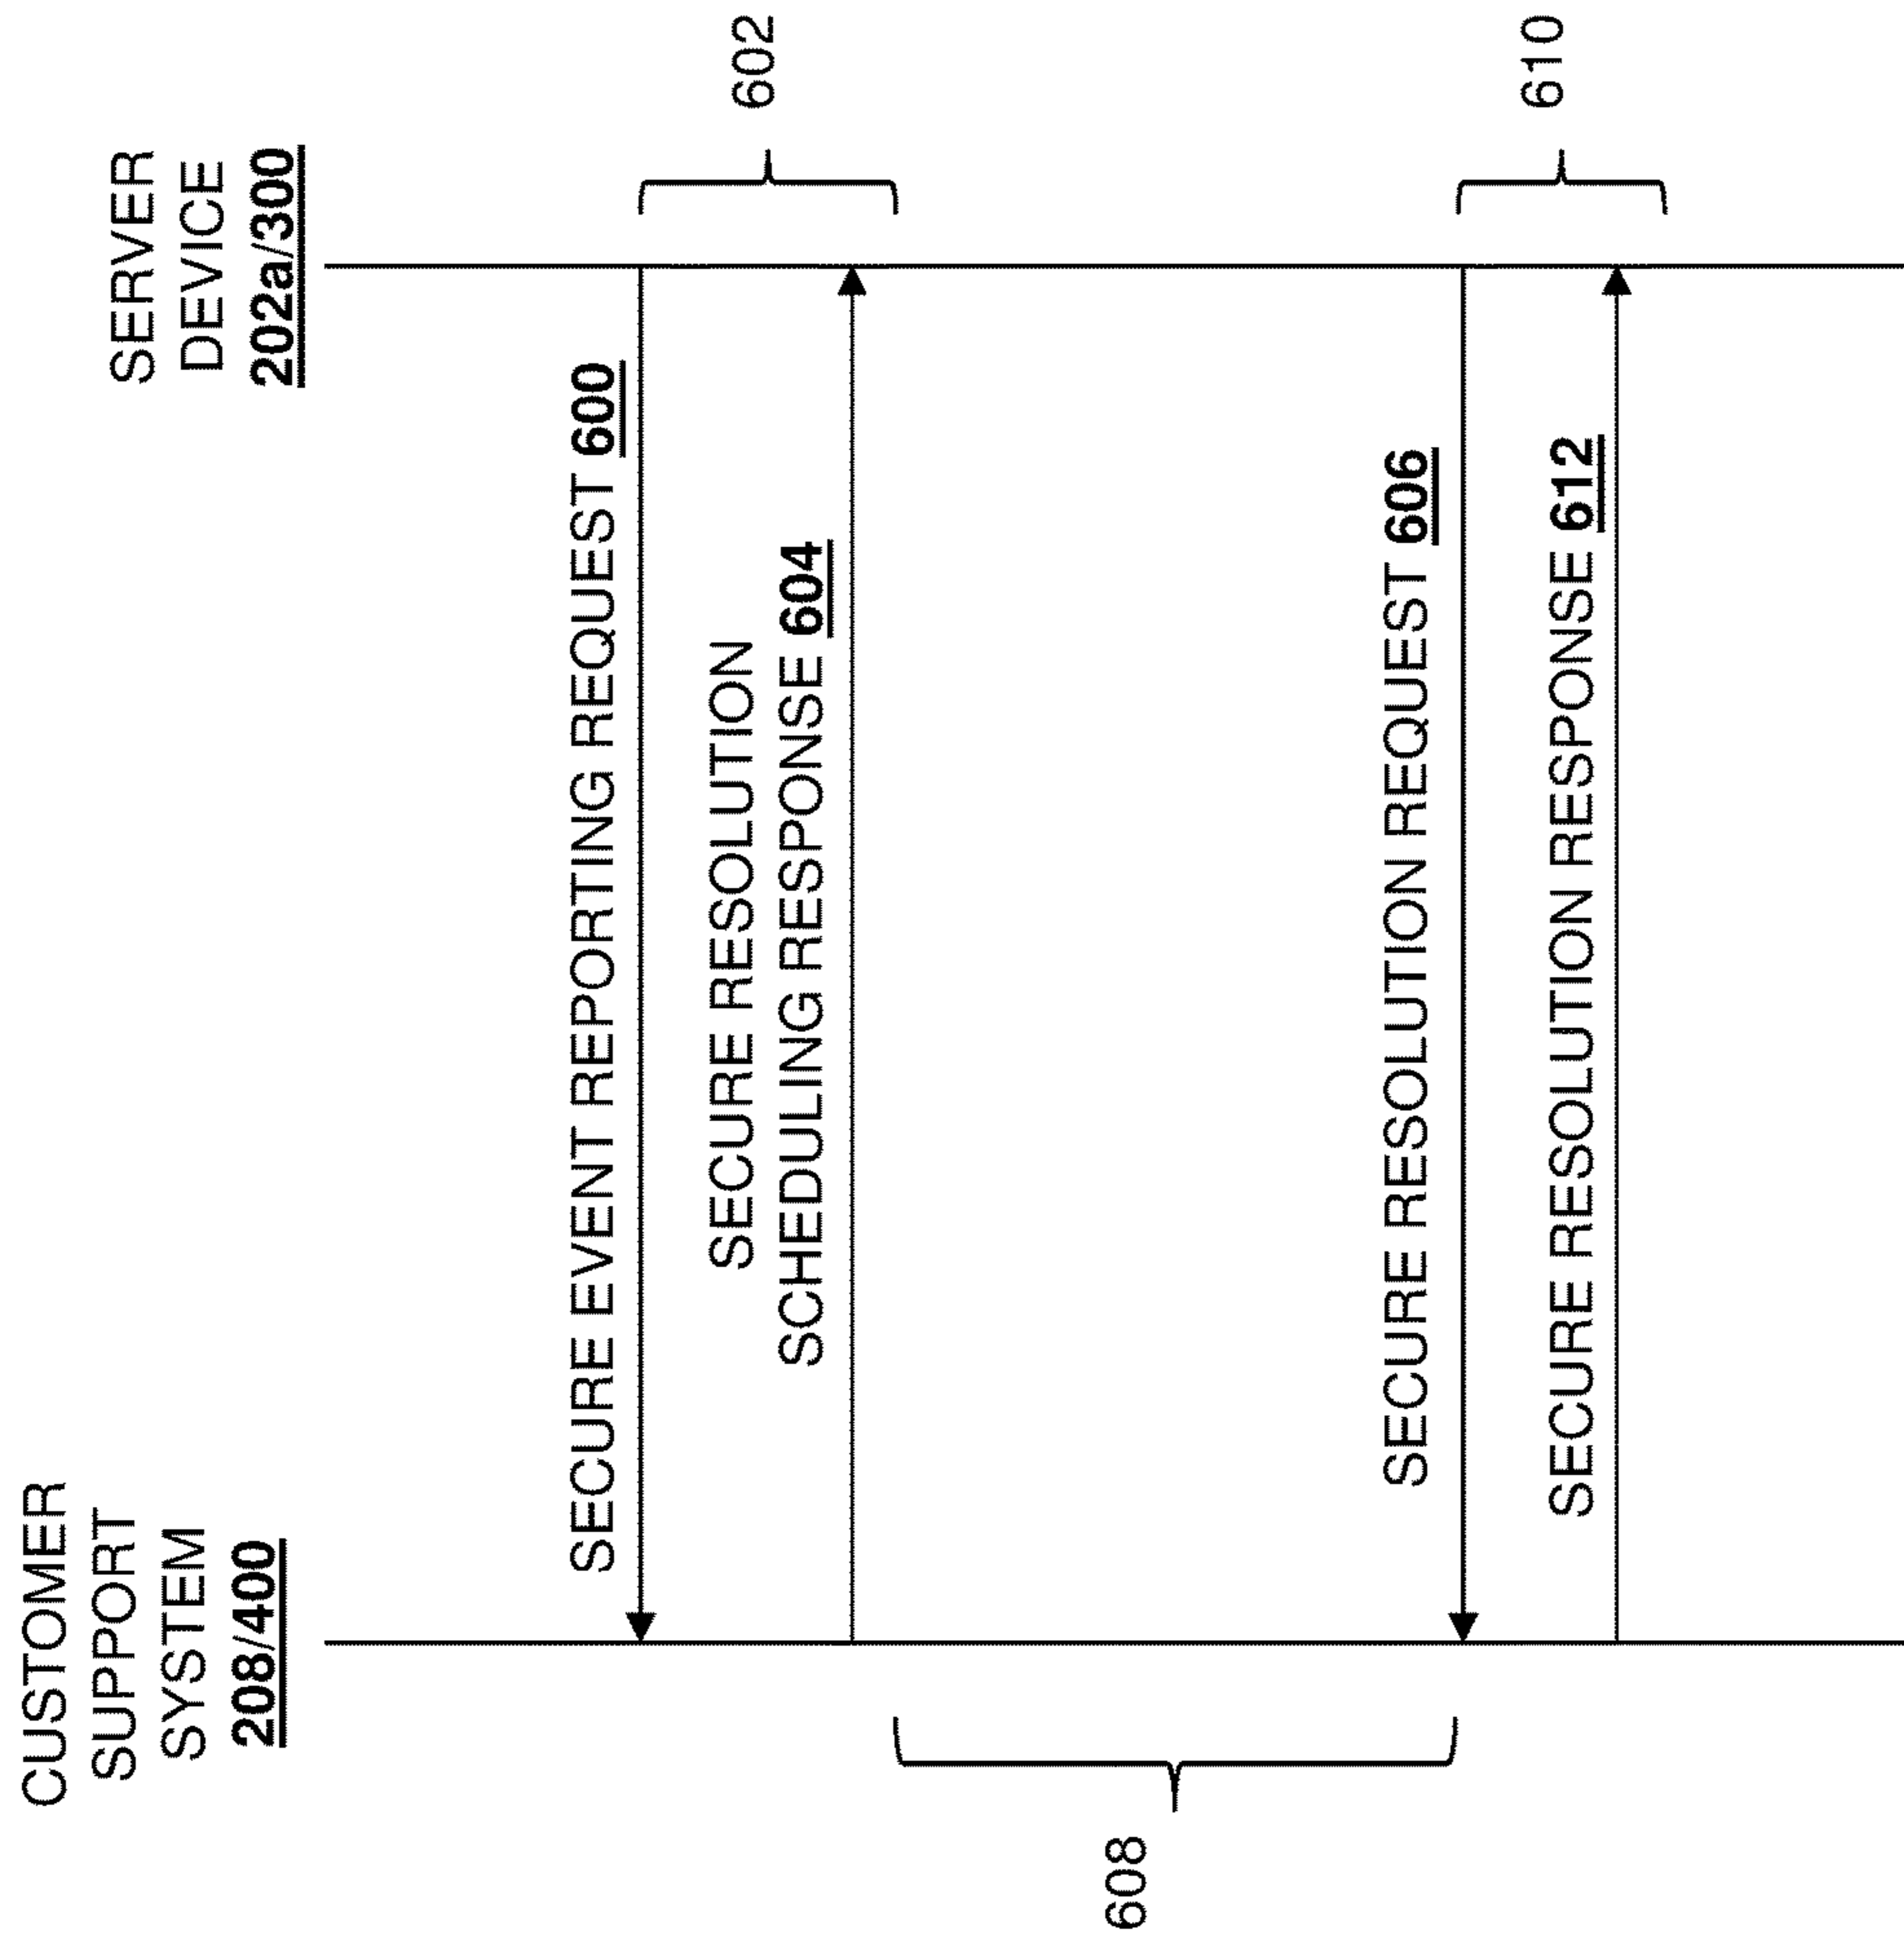 CUSTOMER
SUPPORT
SYSTEM
208/400
SERVER
DEVICE
202a/300
SECURE EVENT REPORTING REQUEST 600
602
SECURE RESOLUTION
SCHEDULING RESPONSE 604
608
SECURE RESOLUTION REQUEST 606
610
SECURE RESOLUTION RESPONSE 612